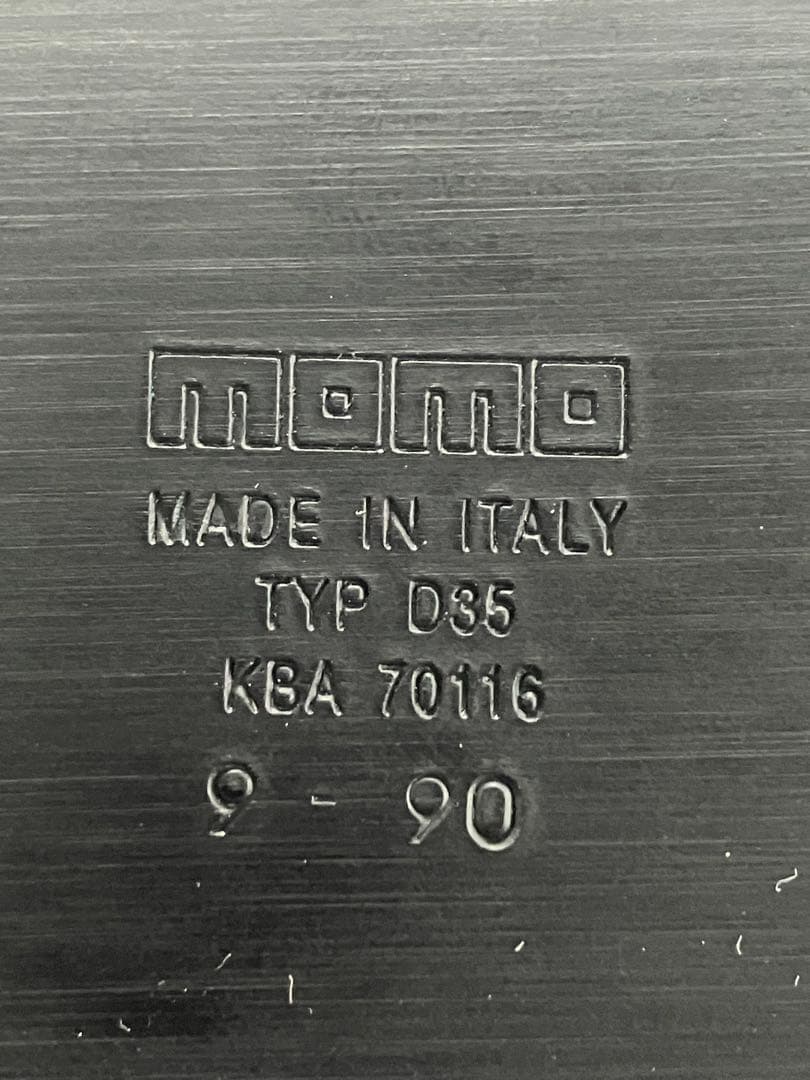 momo
MADE IN ITALY
TYP D35
KBA 70116
9 - 90